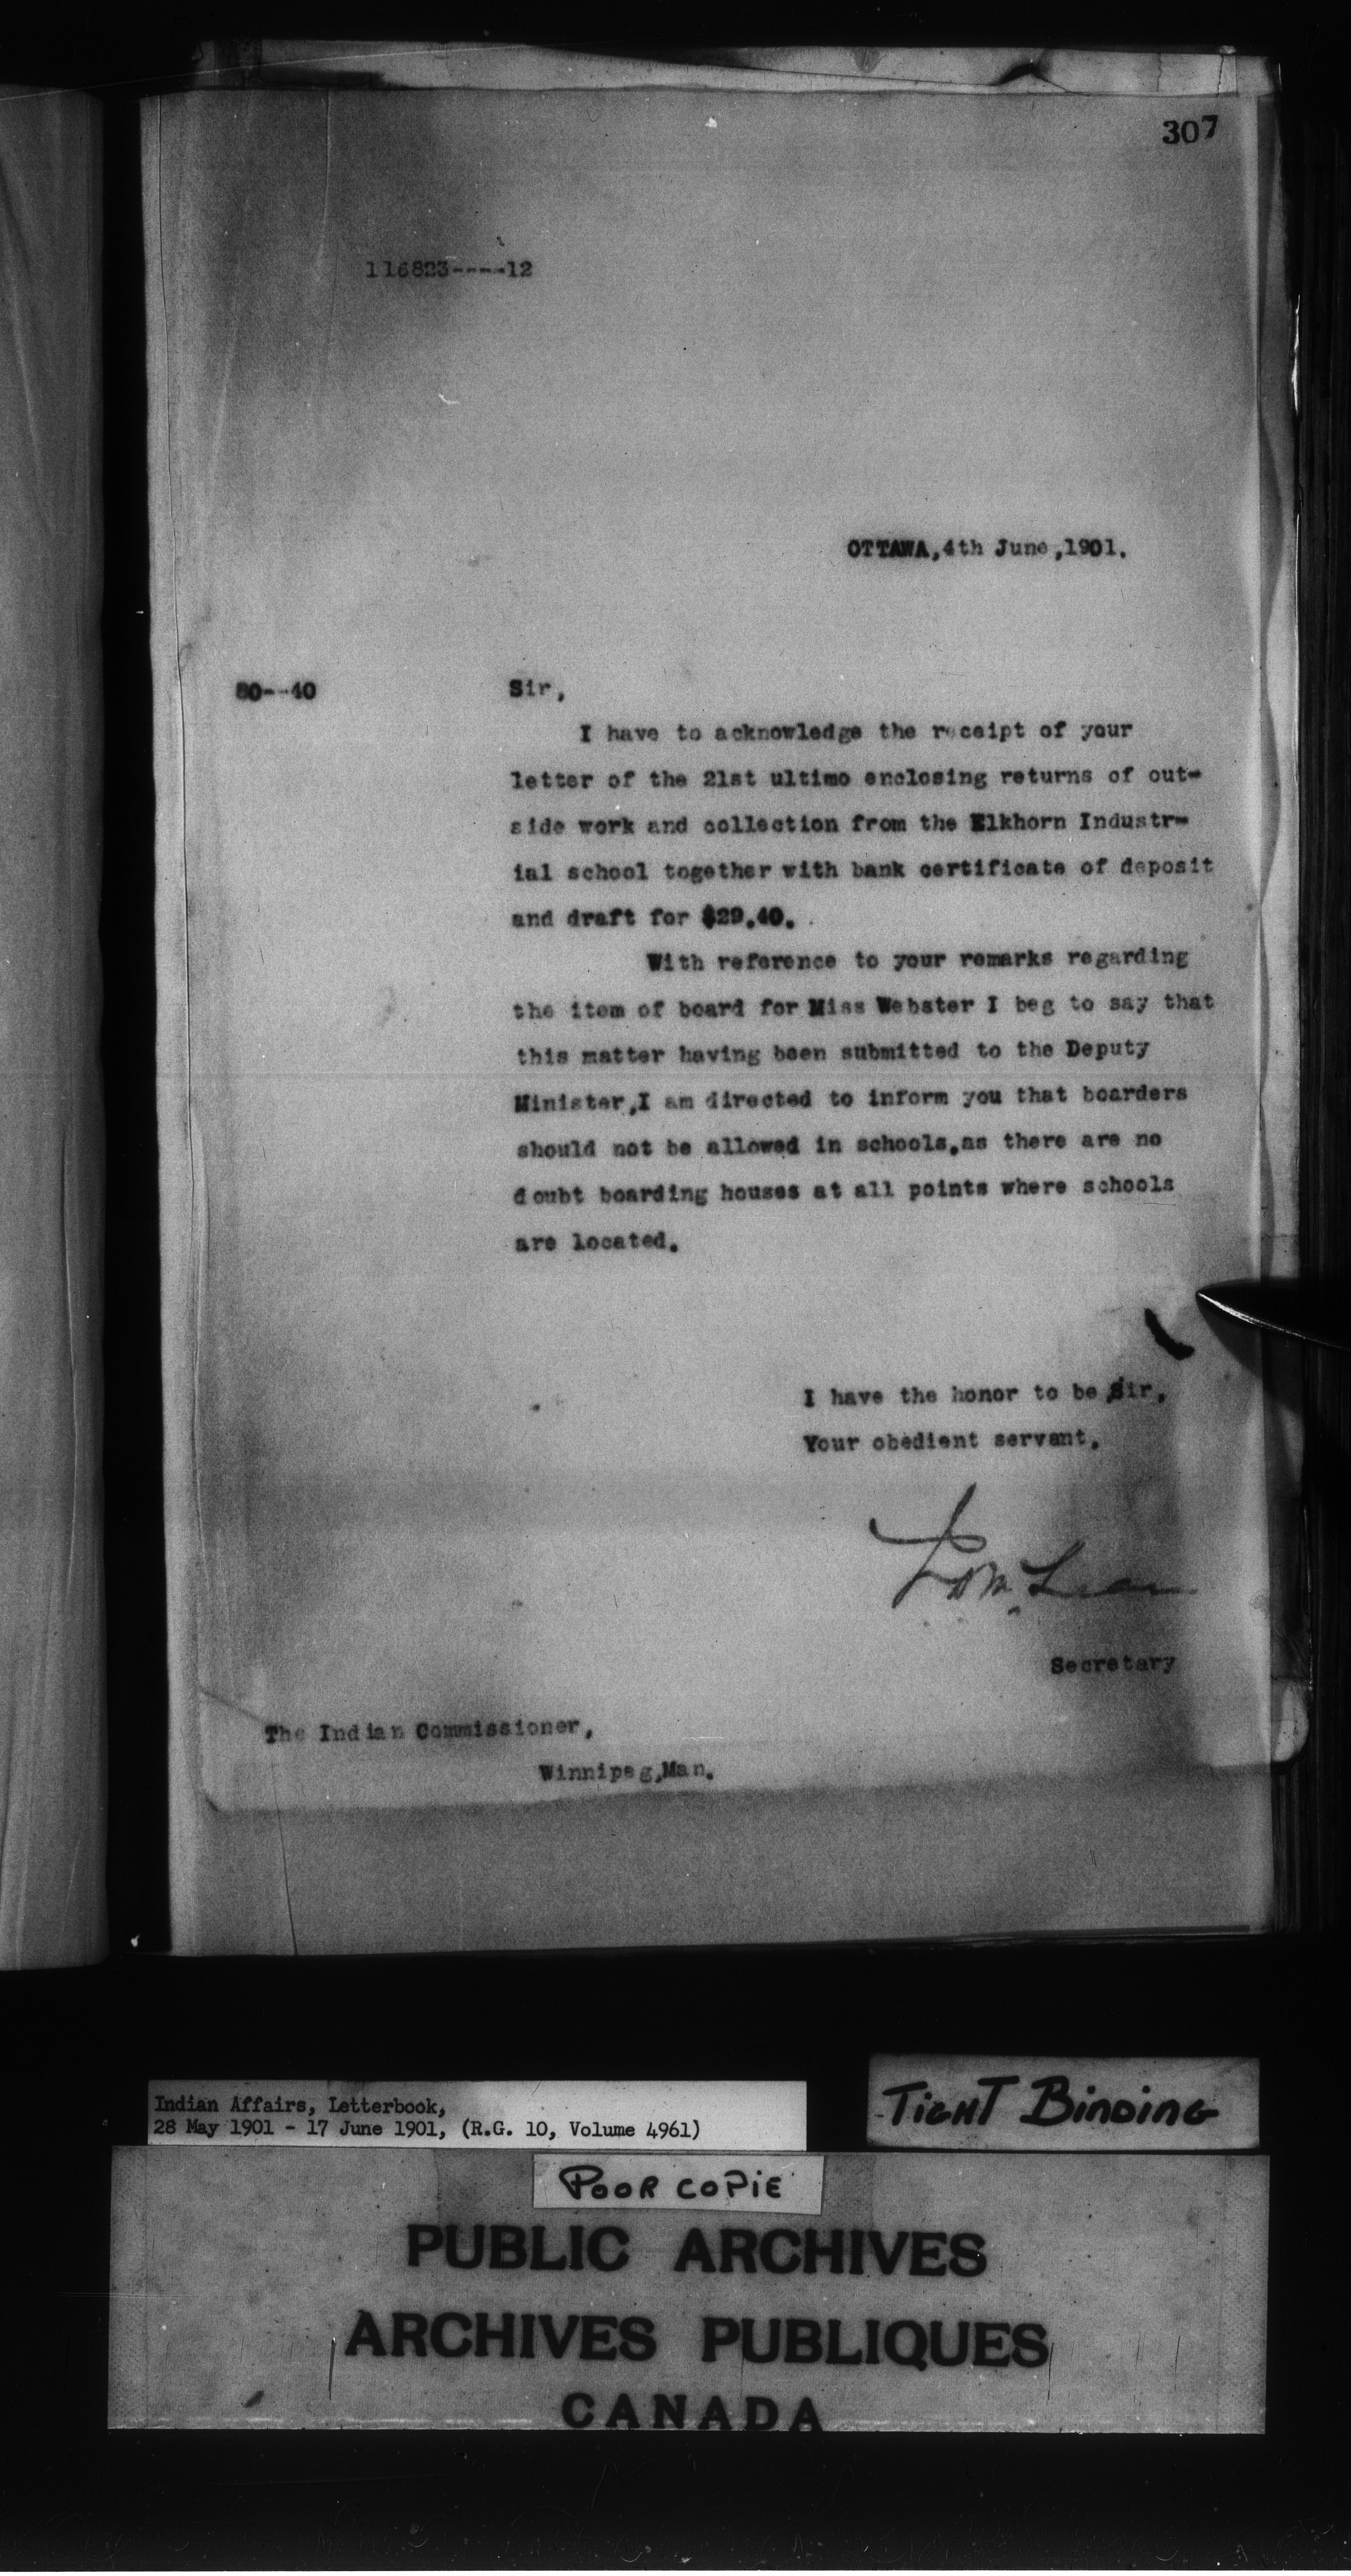 307
116823----12
OTTAWA,4th June,1901.
80--40
Sir,
I have to acknowledge the receipt of your
letter of the 21st ultimo enclosing returns of out-
side work and collection from the Elkhorn Industr-
ial school together with bank certificate of deposit
and draft for $29.40.
With reference to your remarks regarding
the item of board for Miss Webster I beg to say that
this matter having been submitted to the Deputy
Minister,I am directed to inform you that boarders
should not be allowed in schools,as there are no
doubt boarding houses at all points where schools
are located.
I have the honor to be,Sir,
Your obedient servant,
Secretary
The Indian Commissioner,
Winnipeg,Man.
Indian Affairs, Letterbook,
28 May 1901 - 17 June 1901, (R.G. 10, Volume 4961)
TIGHT BINDING
POOR COPIE
PUBLIC ARCHIVES
ARCHIVES PUBLIQUES
CANADA